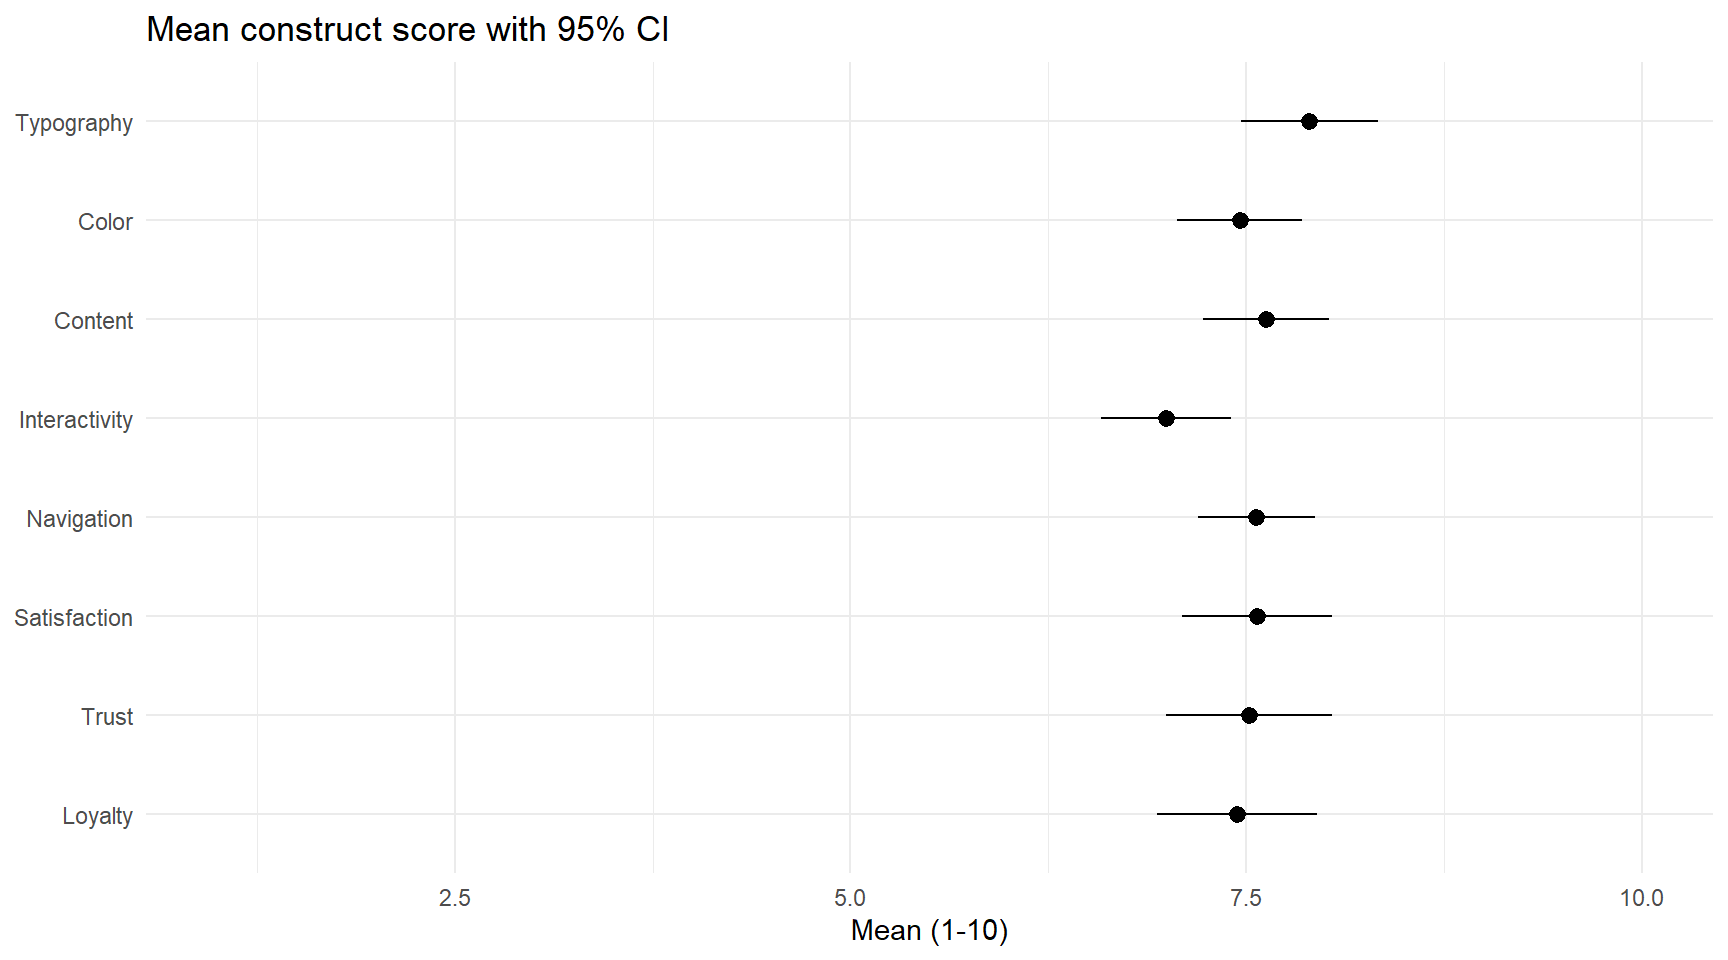 Mean construct score with 95% CI
Typography
Color
Content
Interactivity
Navigation
Satisfaction
Trust
Loyalty
2.5 5.0 7.5 10.0
Mean (1-10)